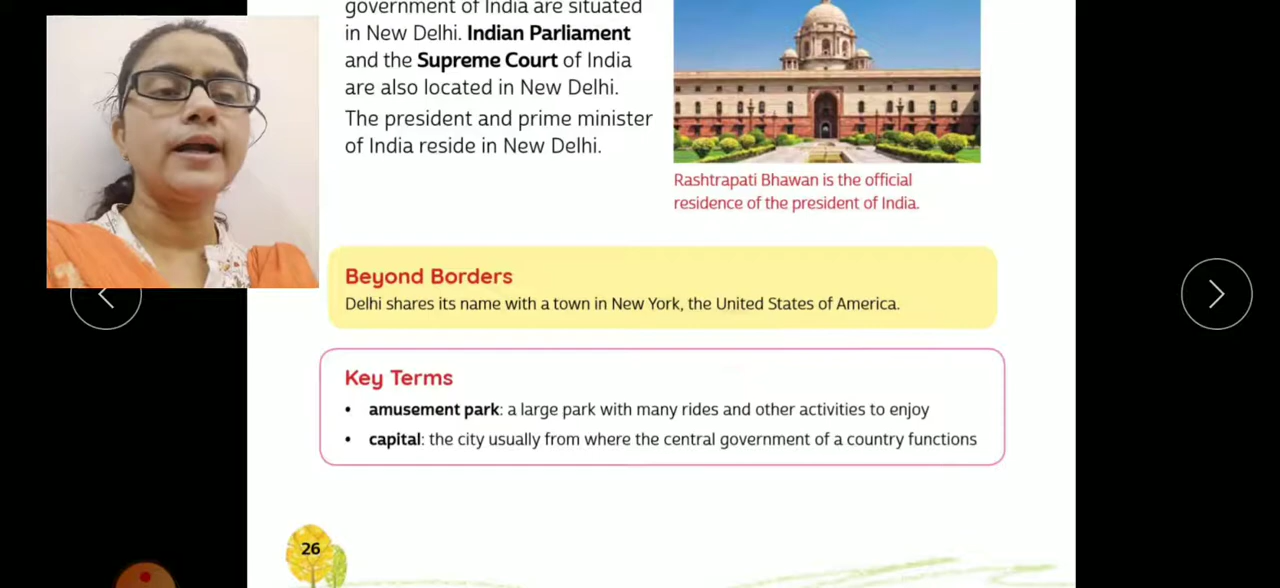 government of India are situated
in New Delhi. Indian Parliament
and the Supreme Court of India
are also located in New Delhi.
The president and prime minister
of India reside in New Delhi.
Rashtrapati Bhawan is the official
residence of the president of India.
Beyond Borders
Delhi shares its name with a town in New York, the United States of America.
Key Terms
• amusement park: a large park with many rides and other activities to enjoy
• capital: the city usually from where the central government of a country functions
26